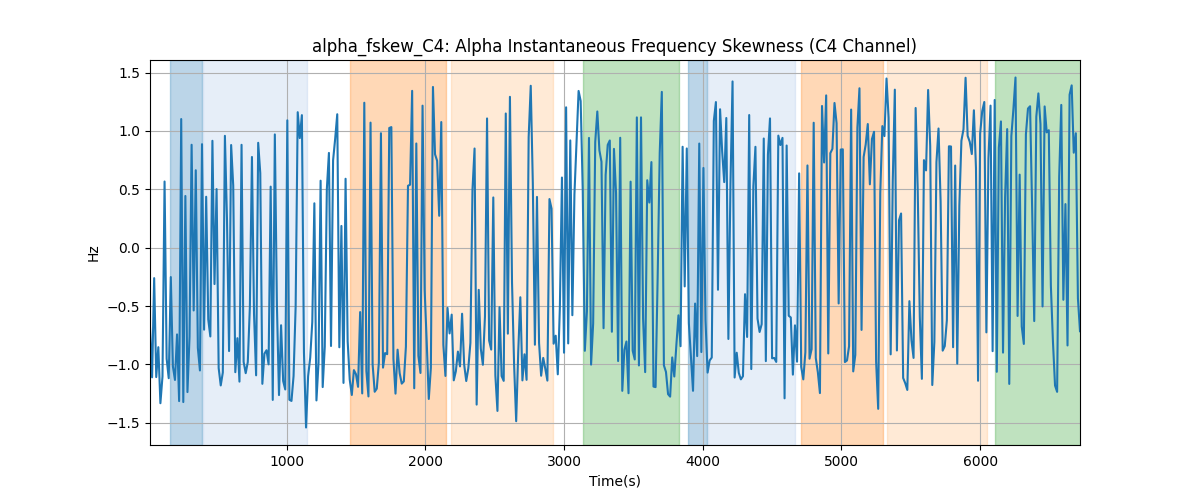 alpha_fskew_C4: Alpha Instantaneous Frequency Skewness (C4 Channel)
1.5
1.0
0.5
0.0
−0.5
−1.0
−1.5
Hz
1000 2000 3000 4000 5000 6000
Time(s)